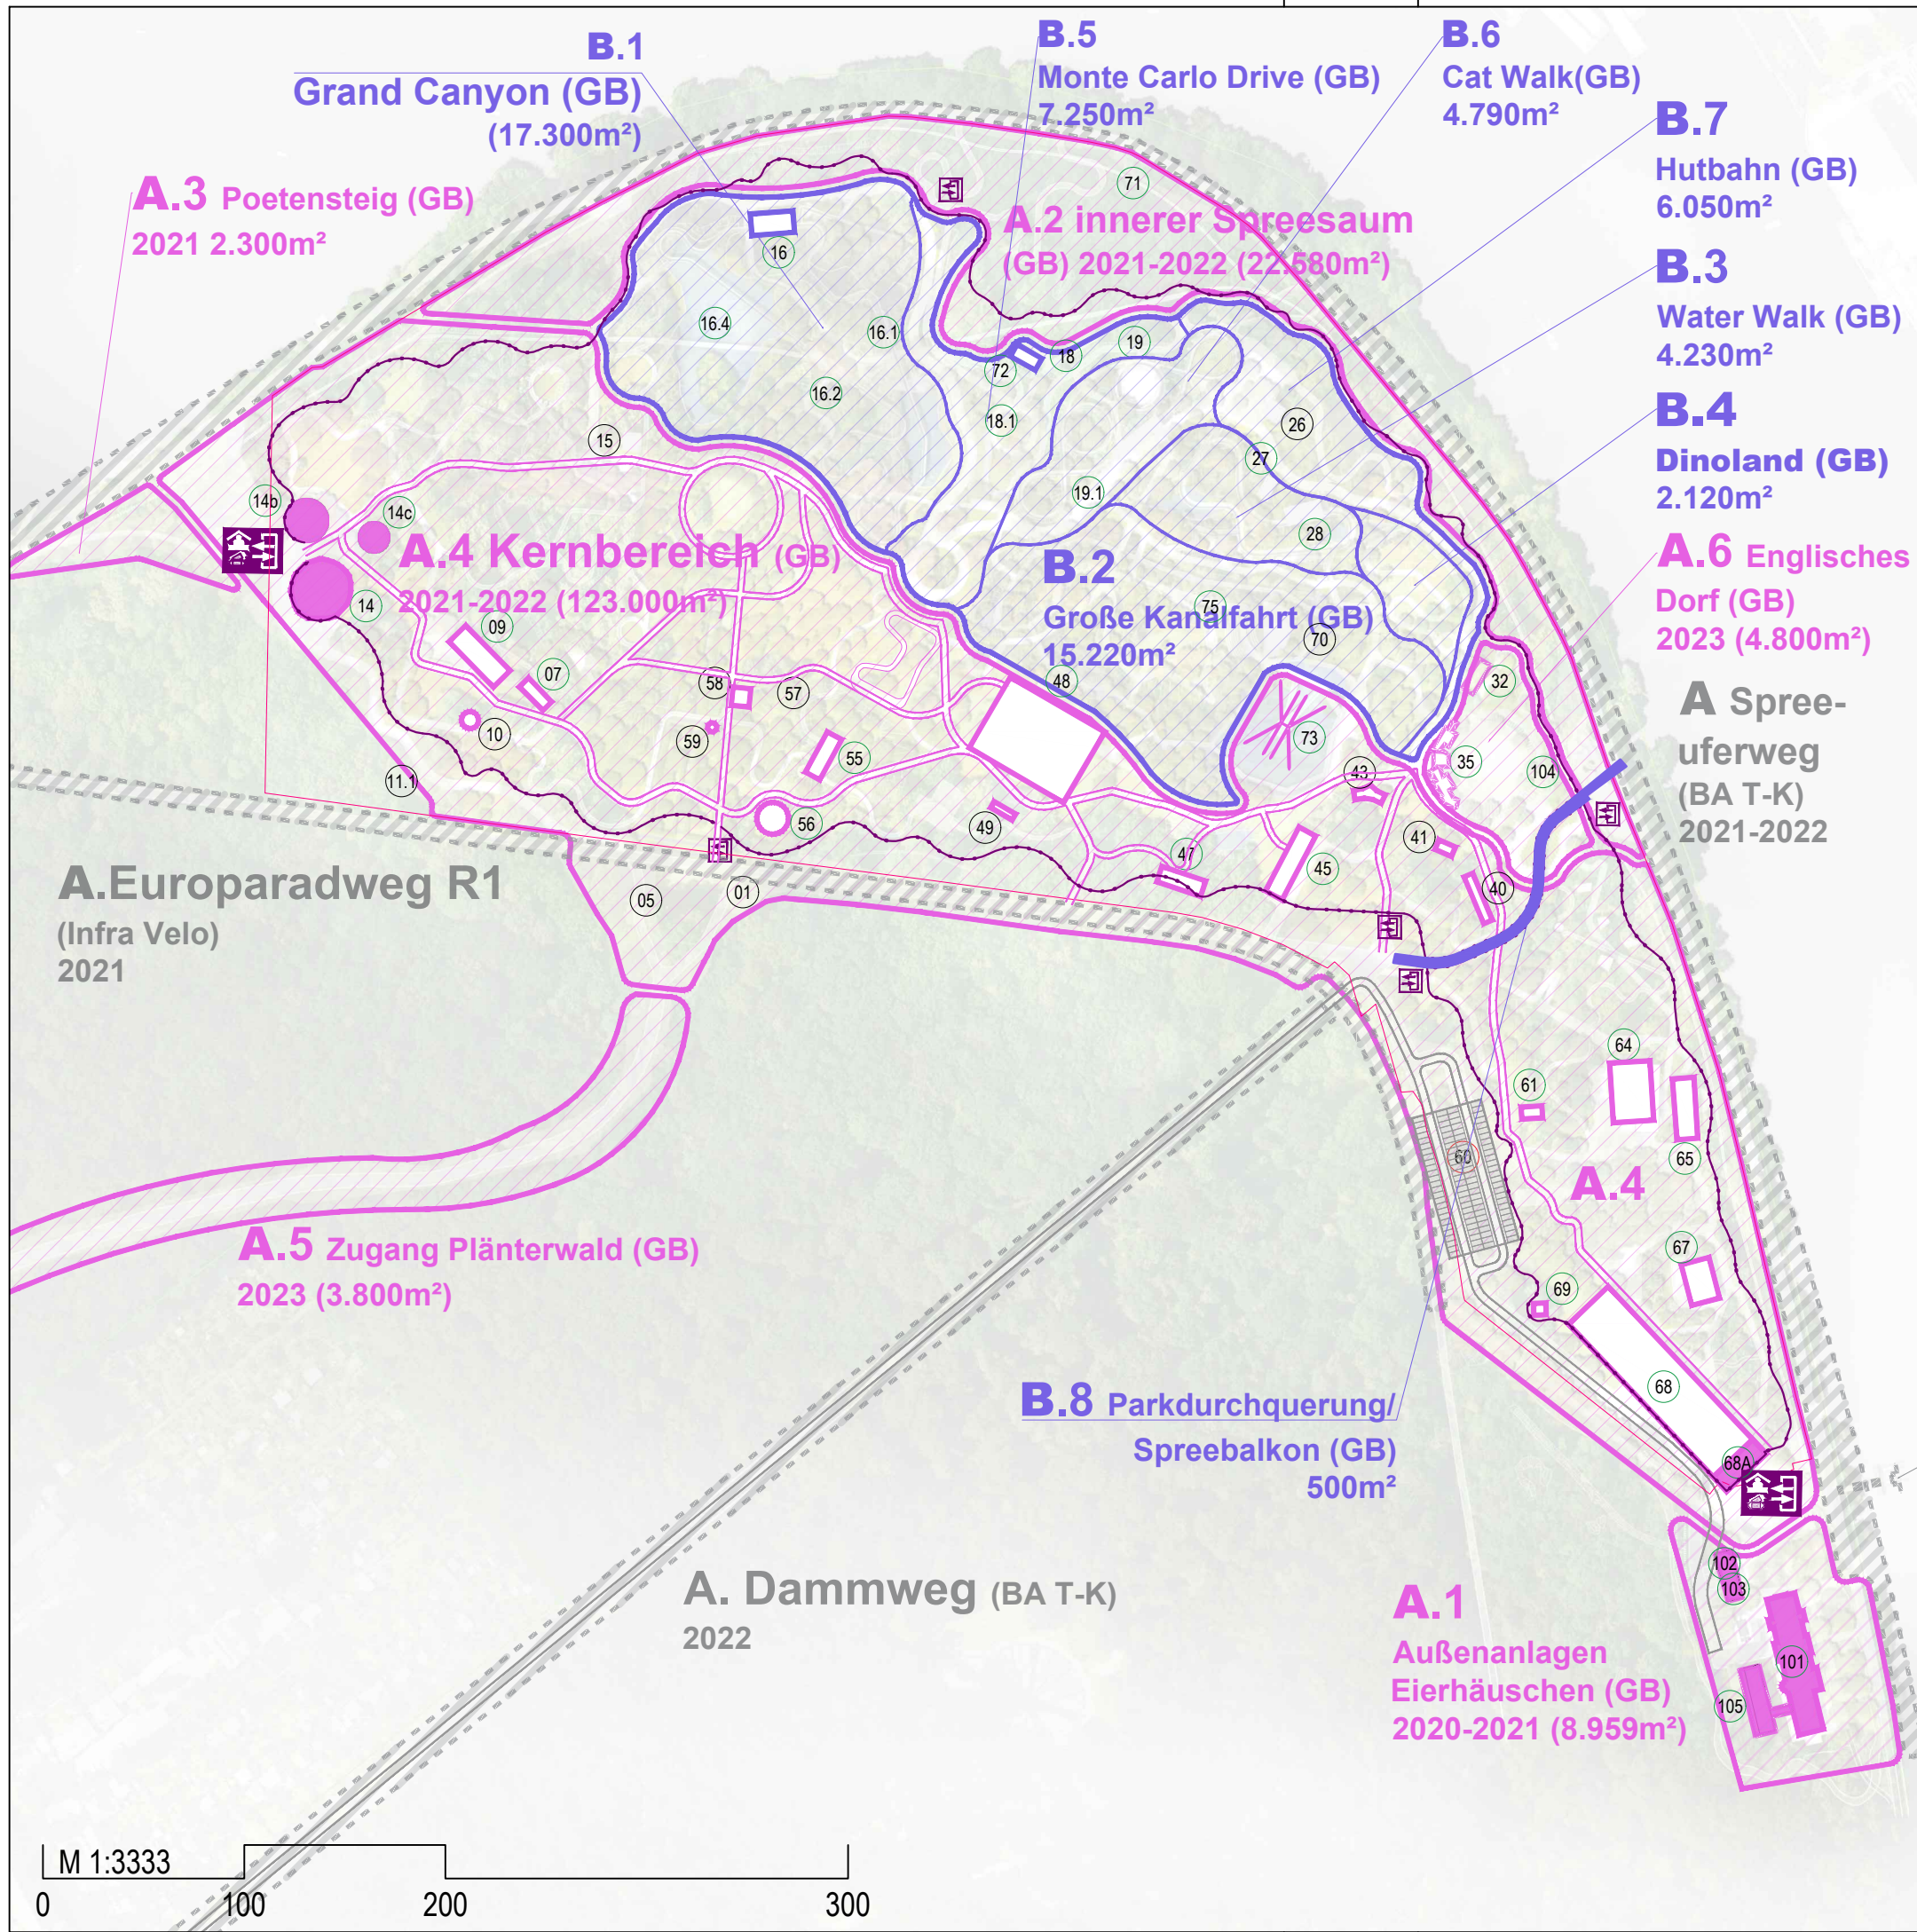 B.1
Grand Canyon (GB)
(17.300m²)
B.5
Monte Carlo Drive (GB)
7.250m²
B.6
Cat Walk(GB)
4.790m²
B.7
Hutbahn (GB)
6.050m²
A.3 Poetensteig (GB)
2021 2.300m²
A.2 innerer Spreesaum
(GB) 2021-2022 (22.580m²)
B.3
Water Walk (GB)
4.230m²
B.4
Dinoland (GB)
2.120m²
A.6 Englisches
Dorf (GB)
2023 (4.800m²)
A.4 Kernbereich (GB)
2021-2022 (123.000m²)
B.2
Große Kanalfahrt (GB)
15.220m²
A Spree-
uferweg
(BA T-K)
2021-2022
A.Europaradweg R1
(Infra Velo)
2021
A.4
A.5 Zugang Plänterwald (GB)
2023 (3.800m²)
B.8 Parkdurchquerung/
Spreebalkon (GB)
500m²
A. Dammweg (BA T-K)
2022
A.1
Außenanlagen
Eierhäuschen (GB)
2020-2021 (8.959m²)
71
16
16.4
16.1
16.2
72
18
19
18.1
15
26
27
19.1
28
14b
14c
14
09
07
10
11.1
58
57
59
55
56
48
75
70
73
32
35
104
43
49
47
45
41
40
05
01
64
61
65
60
67
69
68
68A
102
103
101
105
M 1:3333
0
100
200
300